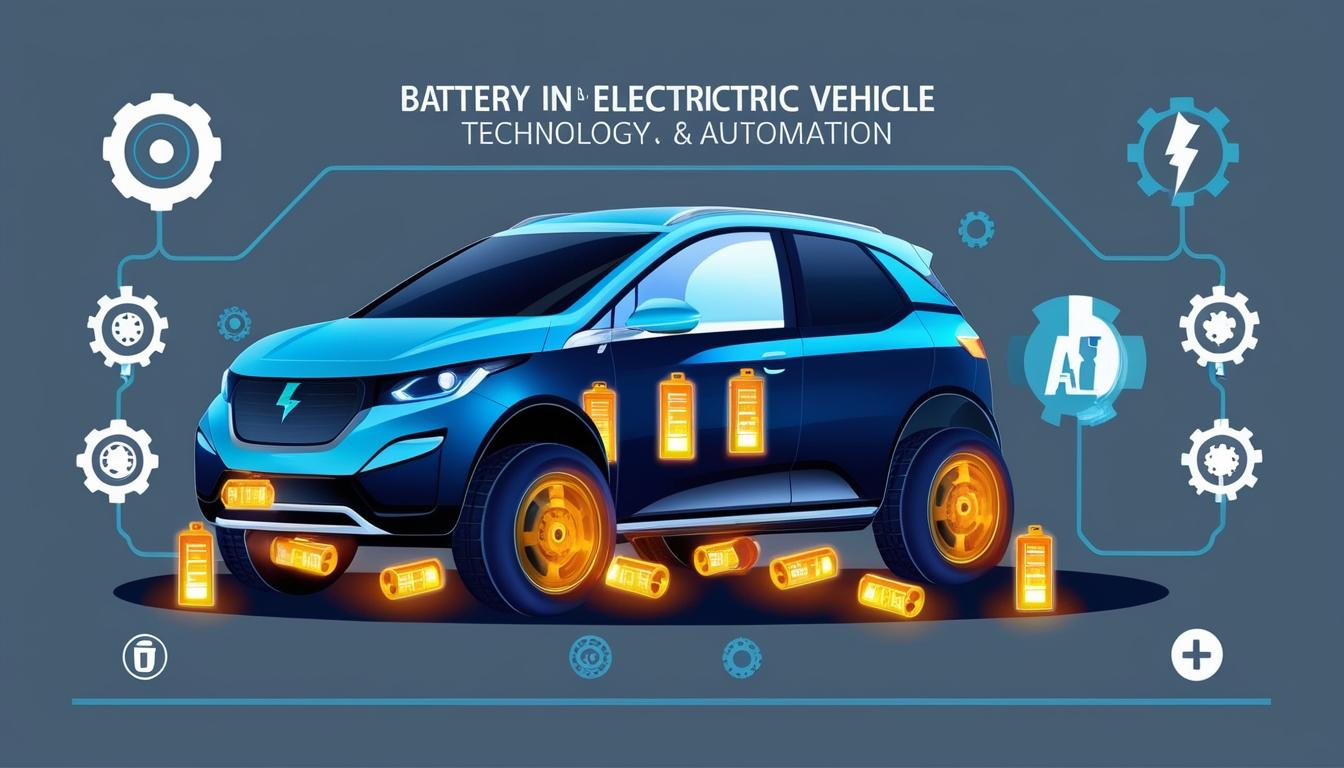 BATTERY IN ELECTRICTRIC VEHICLE
TECHNOLOGY. & AUTOMATION